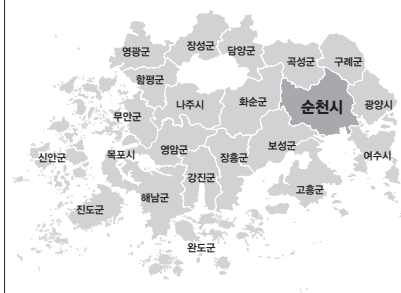 장성군
영광군
담양군
곡성군
구례군
함평군
나주시
화순군
순천시
광양시
무안군
신안군
목포시
영암군
장흥군
보성군
여수시
강진군
고흥군
해남군
진도군
완도군